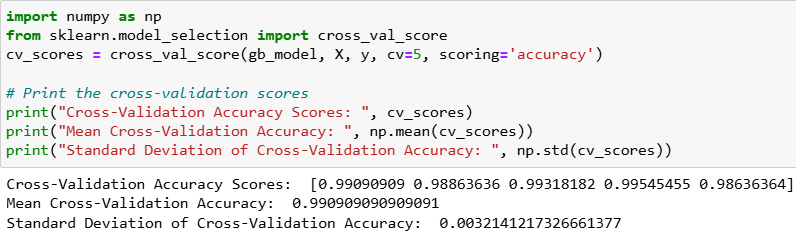 import numpy as np
from sklearn.model_selection import cross_val_score
cv_scores = cross_val_score(gb_model, X, y, cv=5, scoring='accuracy')
# Print the cross-validation scores
print("Cross-Validation Accuracy Scores: ", cv_scores)
print("Mean Cross-Validation Accuracy: ", np.mean(cv_scores))
print("Standard Deviation of Cross-Validation Accuracy: ", np.std(cv_scores))
Cross-Validation Accuracy Scores:  [0.99090909 0.98863636 0.99318182 0.99545455 0.98636364]
Mean Cross-Validation Accuracy:  0.990909090909091
Standard Deviation of Cross-Validation Accuracy:  0.0032141217326661377